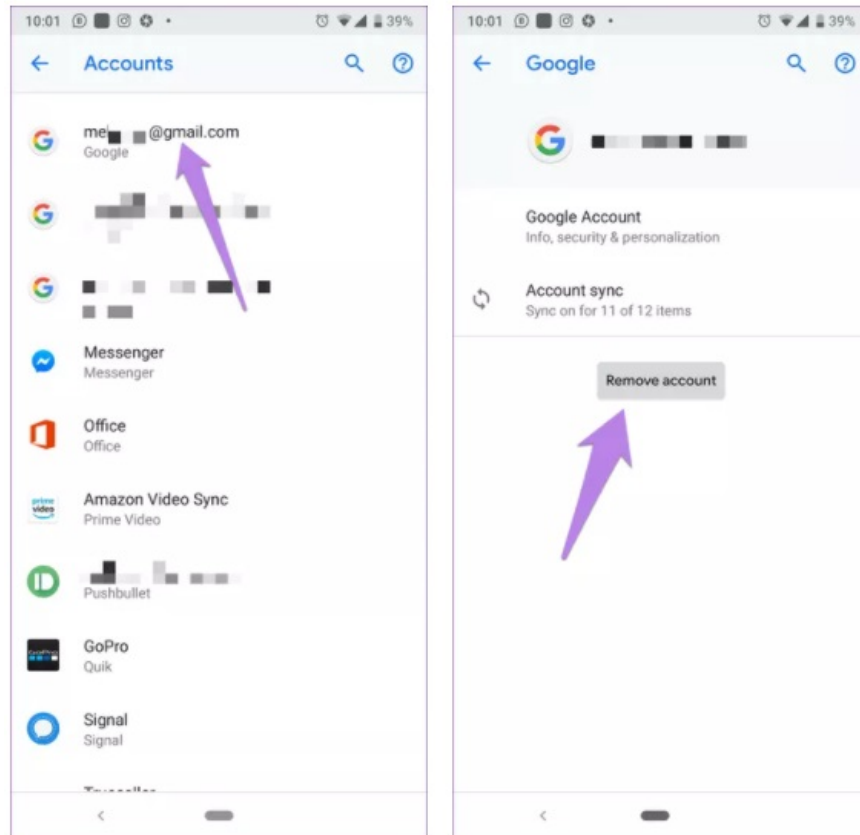 10:01
39%
Accounts
me @gmail.com
Google
Messenger
Messenger
Office
Office
prime video
Amazon Video Sync
Prime Video
Pushbullet
GoPro
GoPro
Quik
Signal
Signal
10:01
39%
Google
Google Account
Info, security & personalization
Account sync
Sync on for 11 of 12 items
Remove account